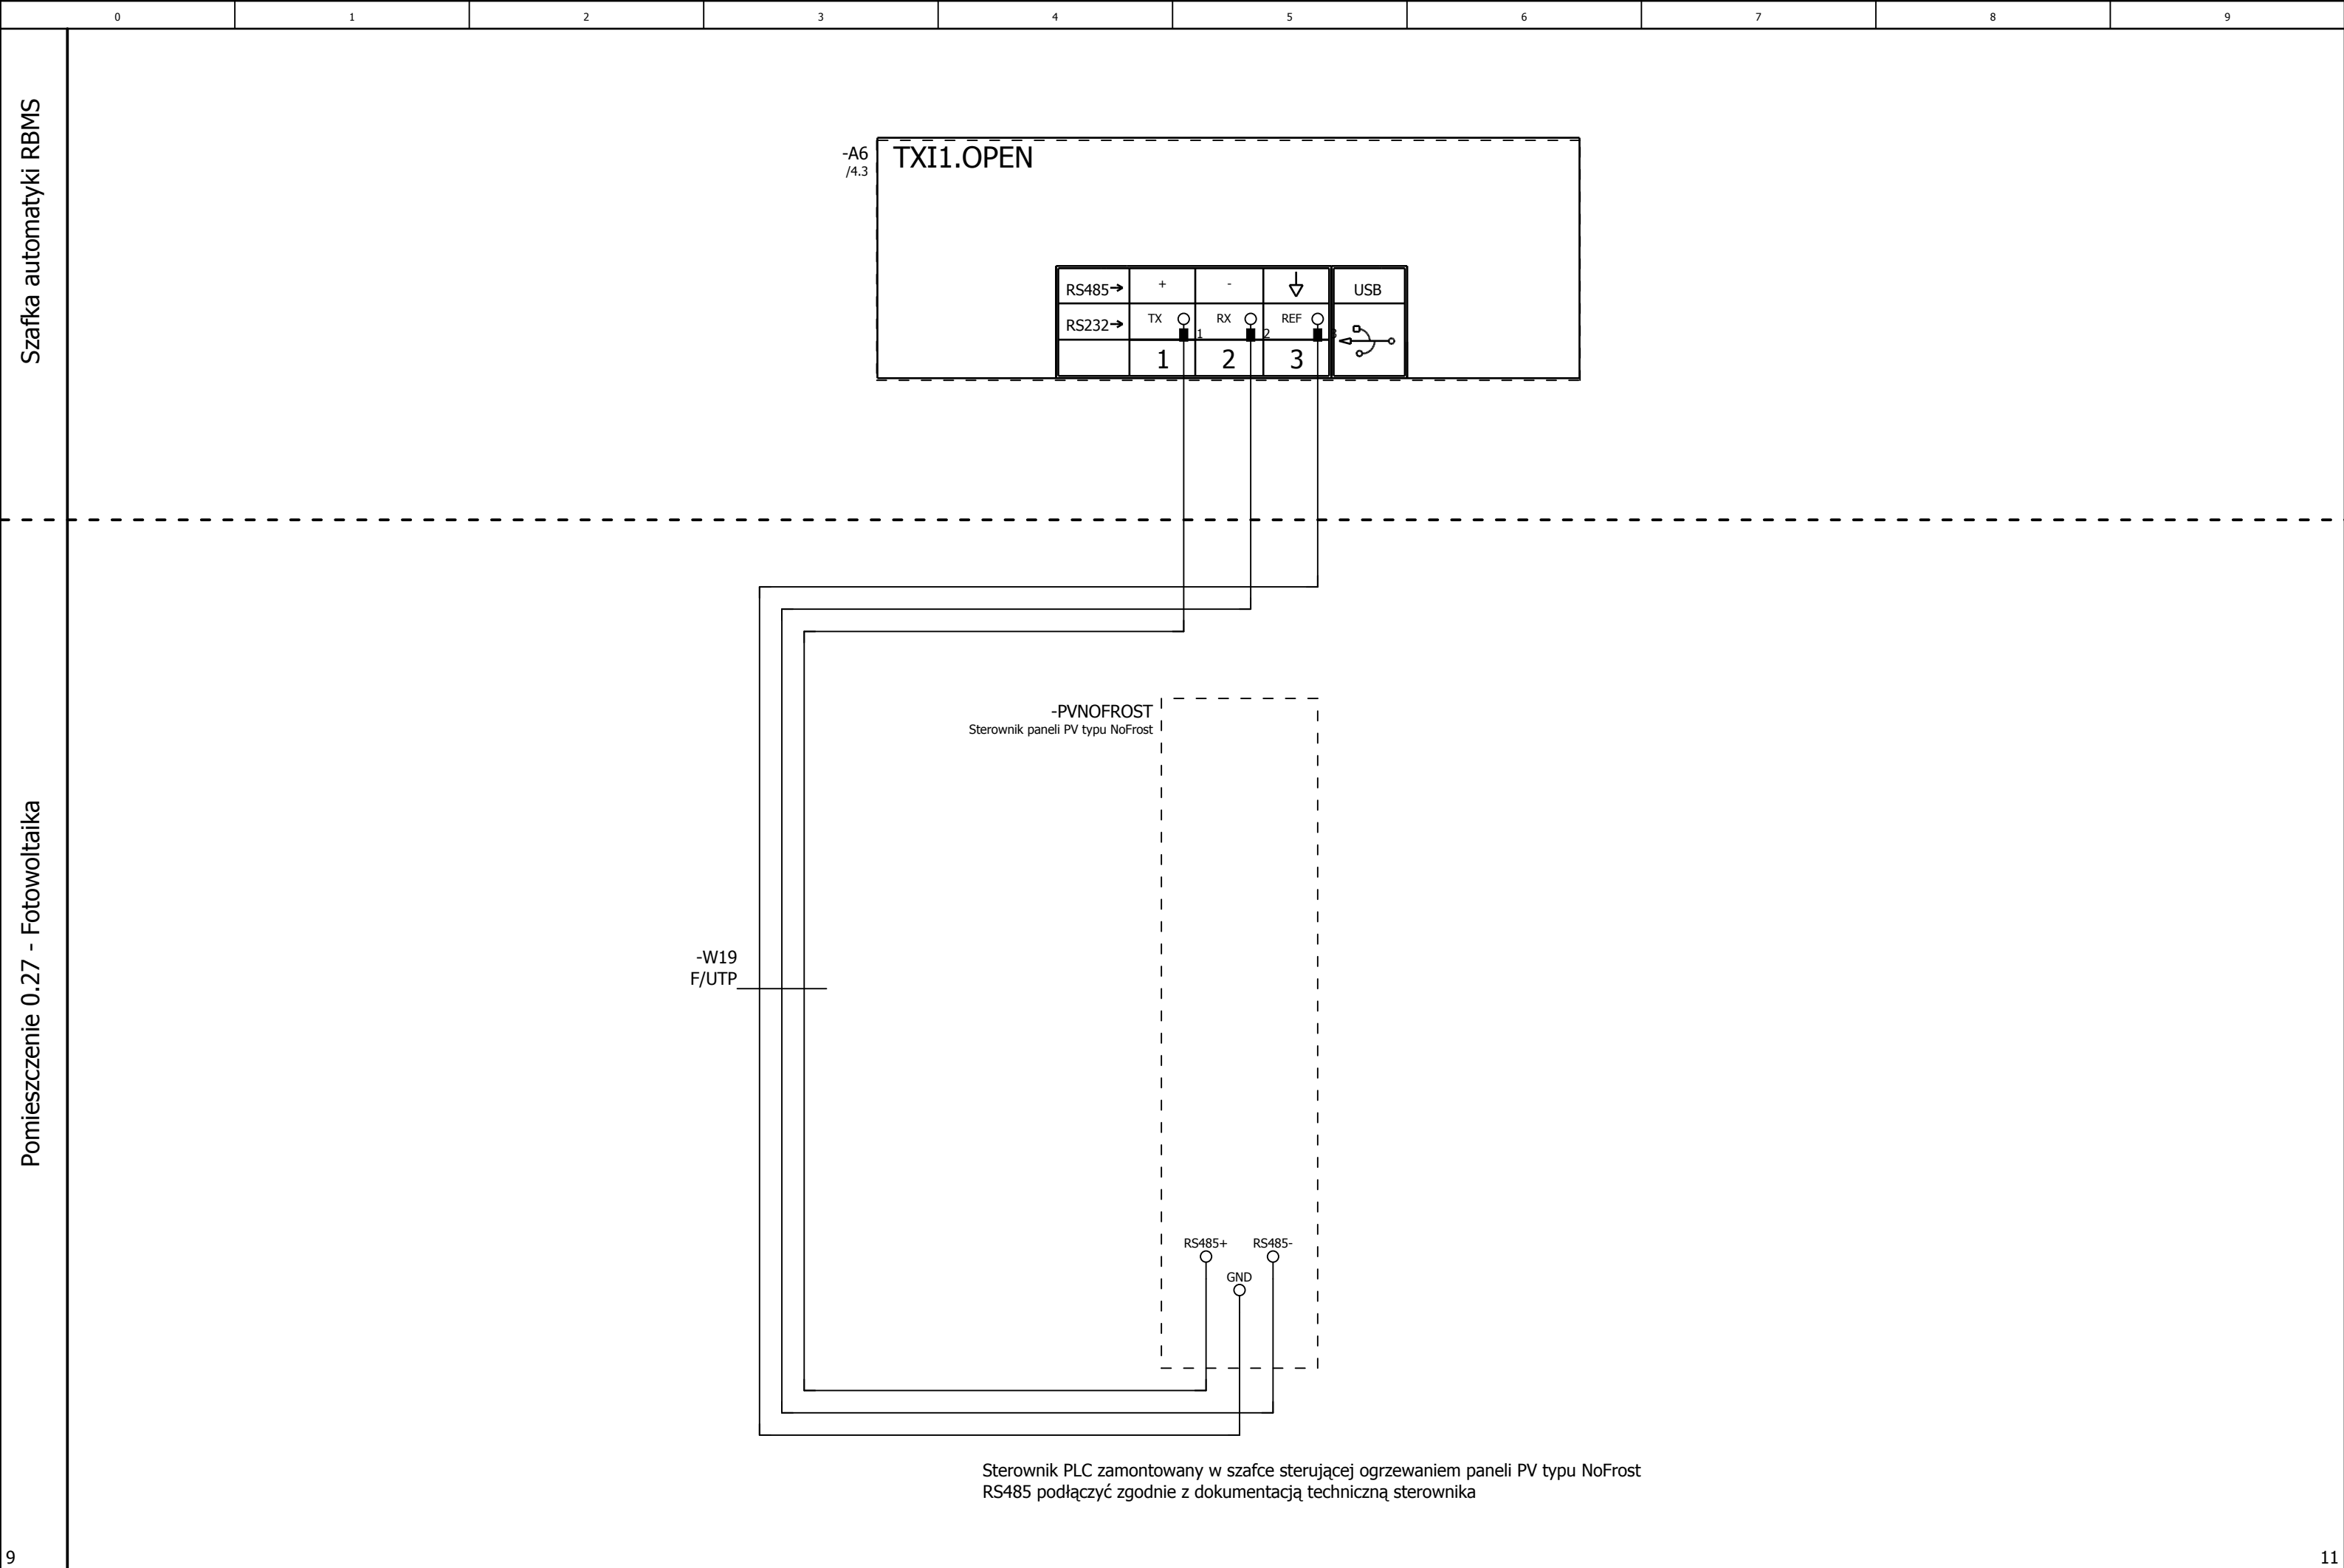 0 1 2 3 4 5 6 7 8 9
Szafka automatyki RBMS
-A6
/4.3
TXI1.OPEN
RS485 + - USB
RS232 TX RX REF
1 2 3
1 2 3
Pomieszczenie 0.27 - Fotowoltaika
-PVNOFROST
Sterownik paneli PV typu NoFrost
-W19
F/UTP
RS485+ RS485-
GND
Sterownik PLC zamontowany w szafce sterującej ogrzewaniem paneli PV typu NoFrost
RS485 podłączyć zgodnie z dokumentacją techniczną sterownika
9 11